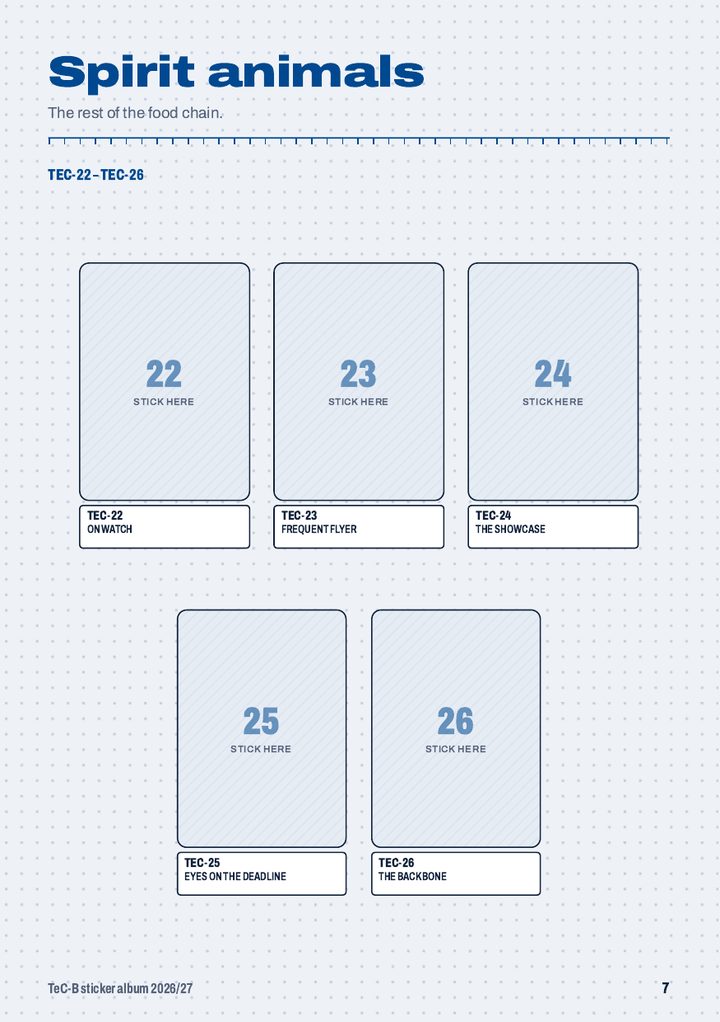 Spirit animals
The rest of the food chain.
TEC-22–TEC-26
22
STICK HERE
23
STICK HERE
24
STICK HERE
TEC-22
ON WATCH
TEC-23
FREQUENT FLYER
TEC-24
THE SHOWCASE
25
STICK HERE
26
STICK HERE
TEC-25
EYES ON THE DEADLINE
TEC-26
THE BACKBONE
TeC-B sticker album 2026/27
7